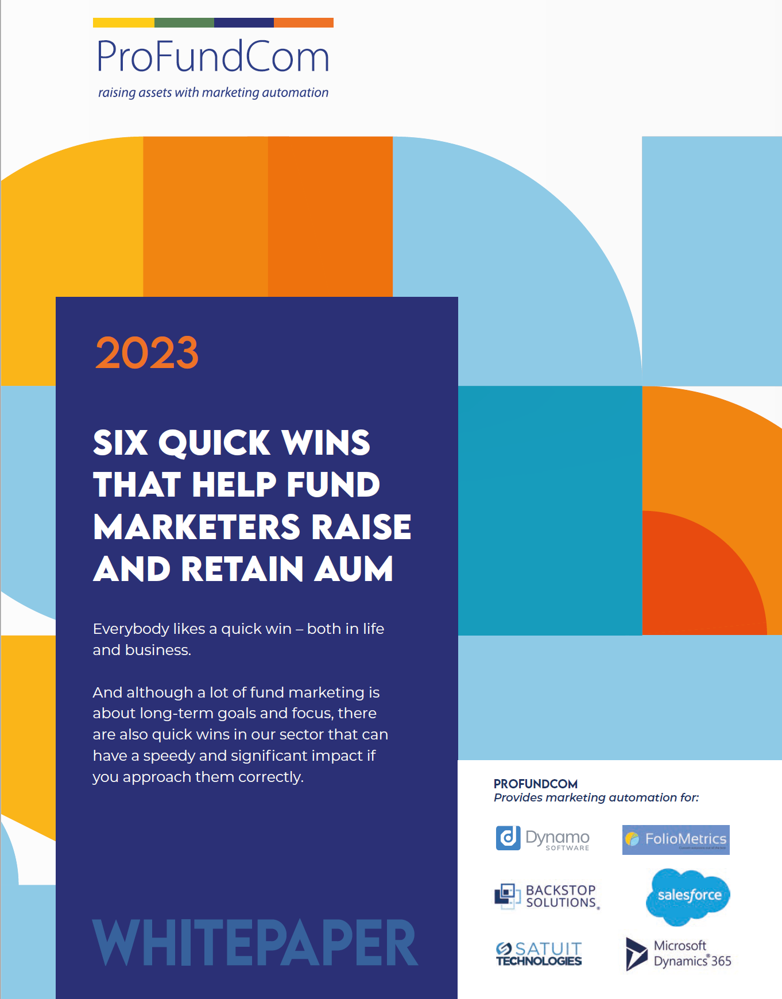 ProFundCom
raising assets with marketing automation
2023
SIX QUICK WINS
THAT HELP FUND
MARKETERS RAISE
AND RETAIN AUM
Everybody likes a quick win – both in life
and business.
And although a lot of fund marketing is
about long-term goals and focus, there
are also quick wins in our sector that can
have a speedy and significant impact if
you approach them correctly.
WHITEPAPER
PROFUNDCOM
Provides marketing automation for:
Dynamo
SOFTWARE
FolioMetrics
BACKSTOP
SOLUTIONS®
salesforce
SATUIT
TECHNOLOGIES
Microsoft
Dynamics® 365